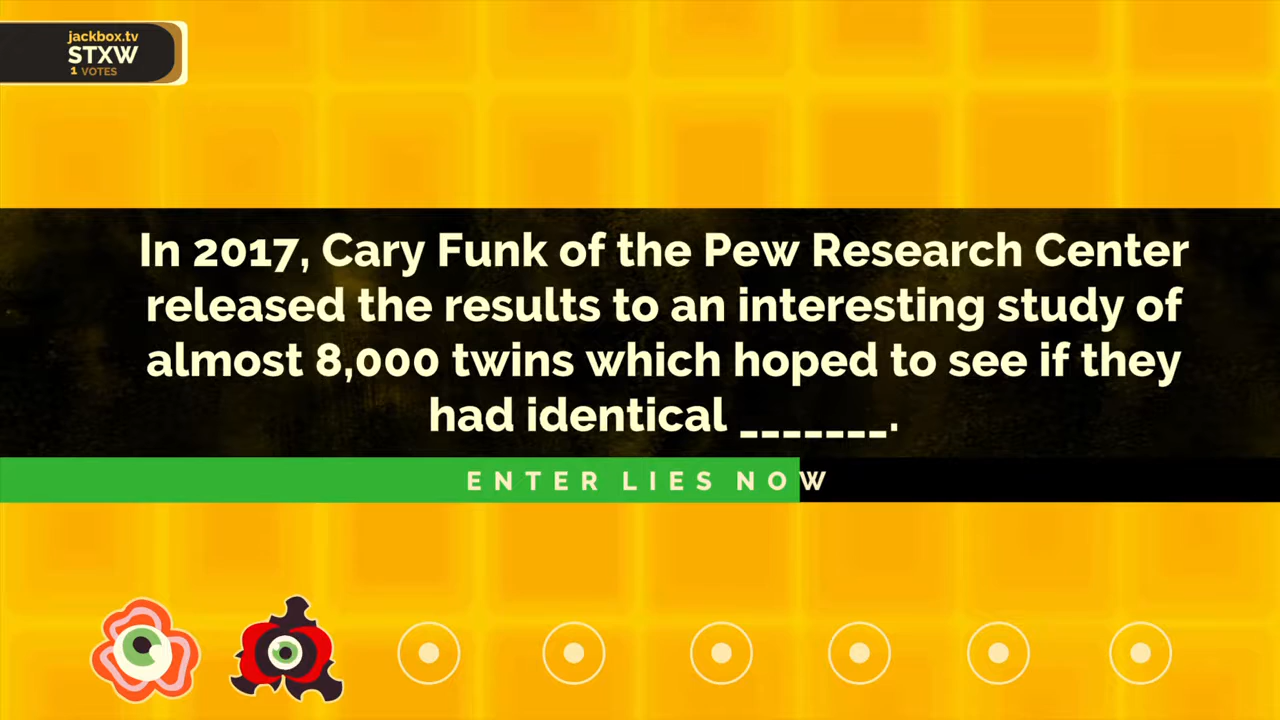 jackbox.tv
STXW
1 VOTES
In 2017, Cary Funk of the Pew Research Center
released the results to an interesting study of
almost 8,000 twins which hoped to see if they
had identical _______.
ENTER LIES NOW